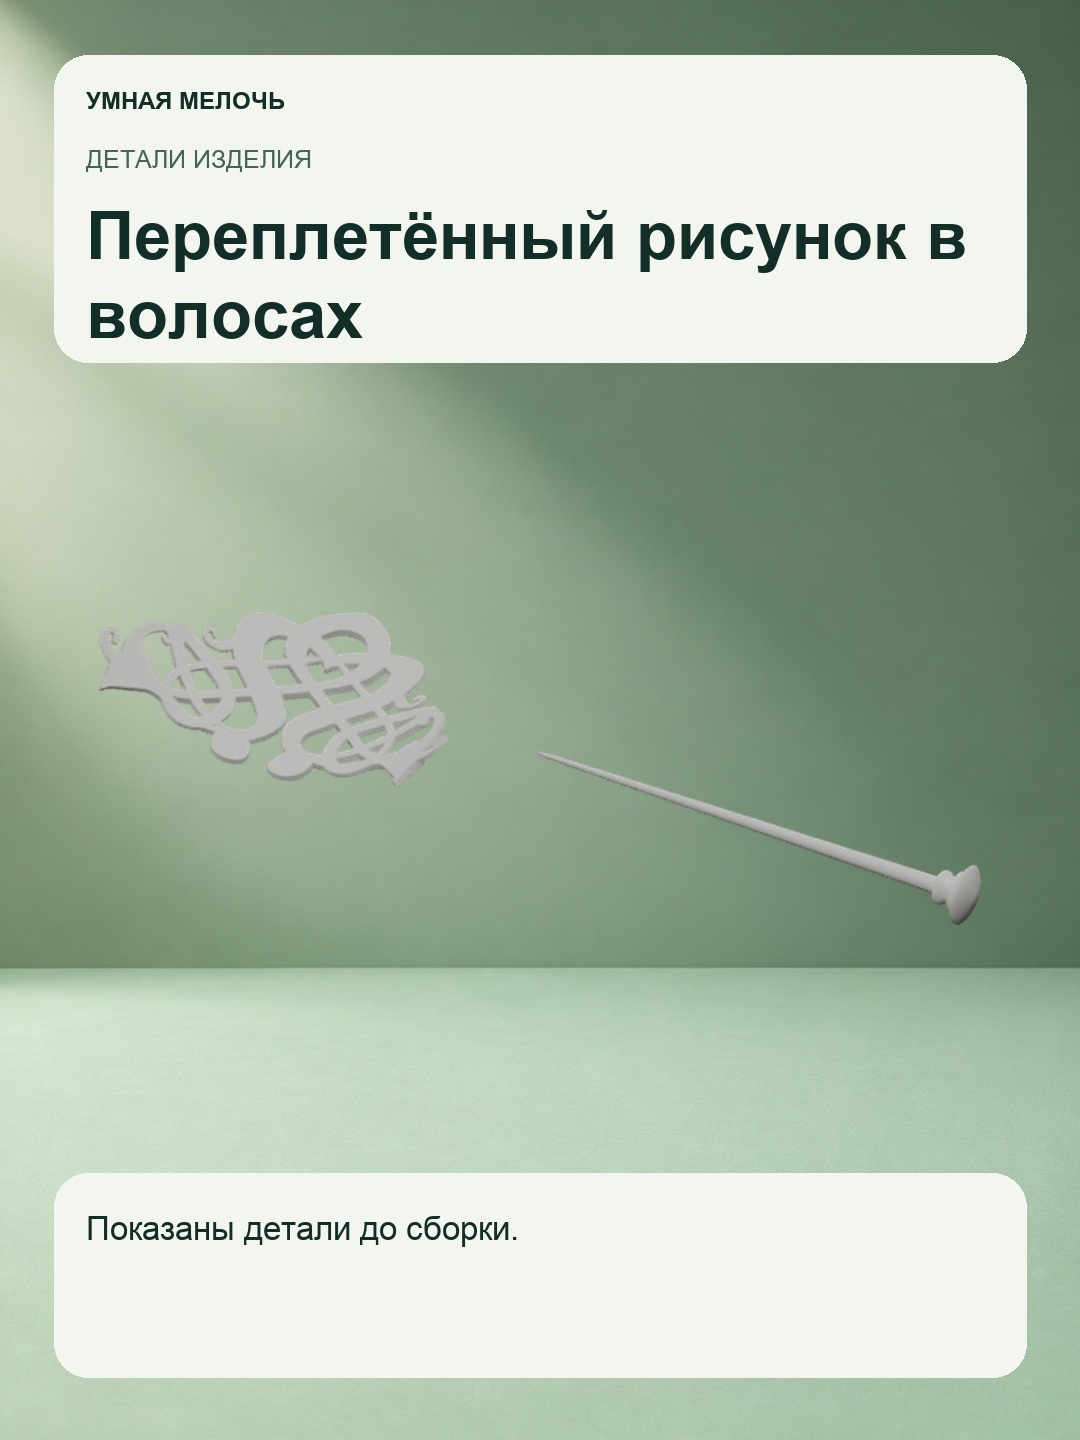 УМНАЯ МЕЛОЧЬ
ДЕТАЛИ ИЗДЕЛИЯ
Переплетённый рисунок в
волосах
Показаны детали до сборки.